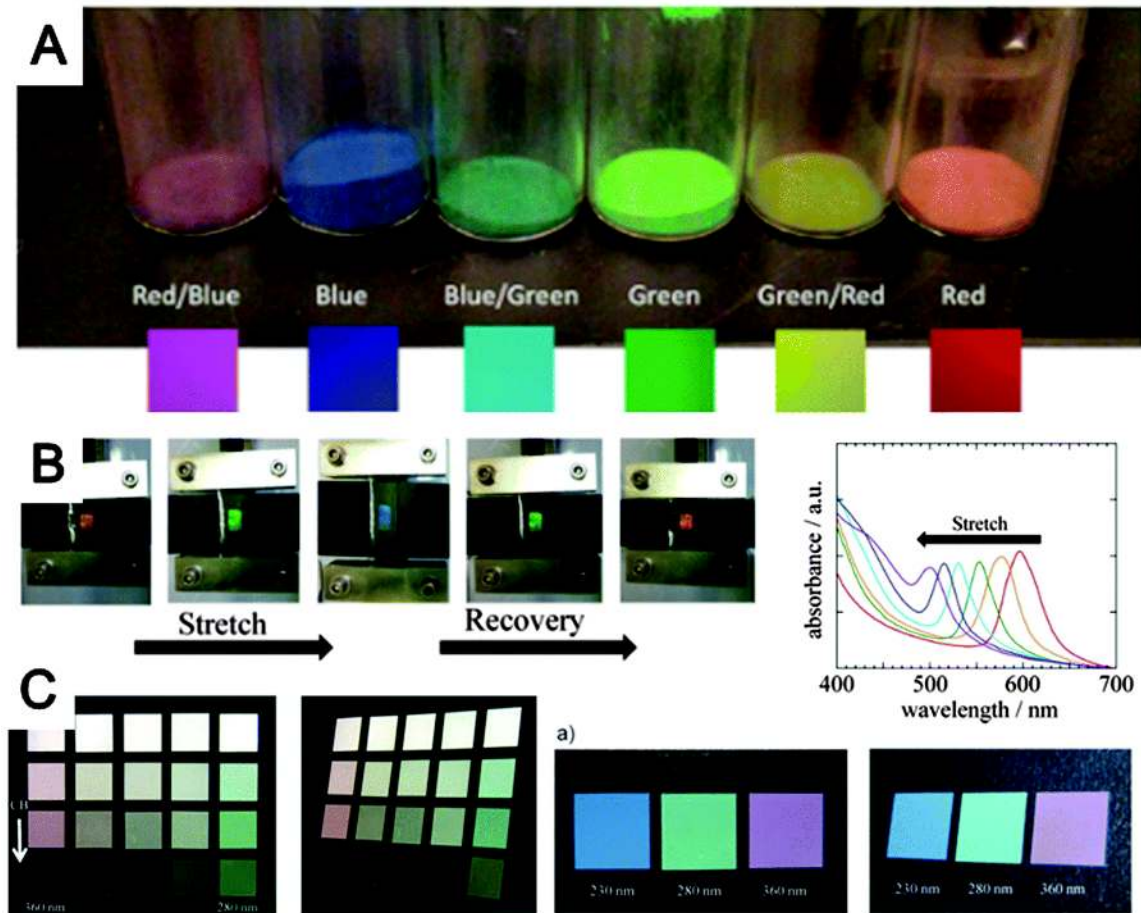 A
Red/Blue Blue Blue/Green Green Green/Red Red
B
Stretch Recovery
absorbance / a.u.
Stretch
400 500 600 700
wavelength / nm
C
CB
360 nm 280 nm
a)
230 nm 280 nm 360 nm
230 nm 280 nm 360 nm